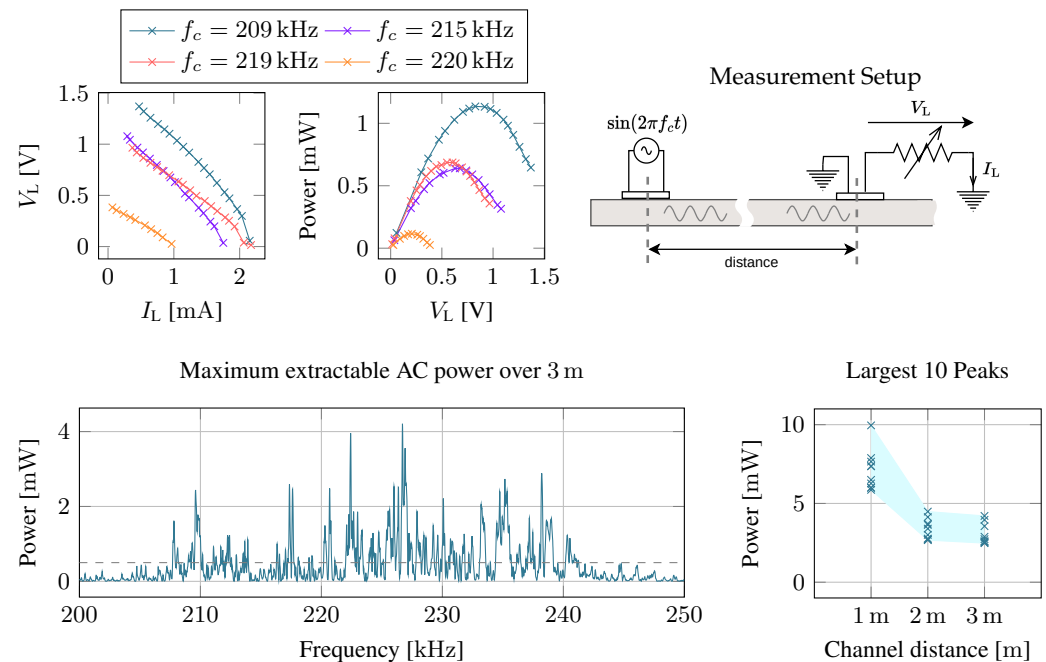 f_c = 209 kHz
f_c = 215 kHz
f_c = 219 kHz
f_c = 220 kHz
1.5
1
0.5
0
V_L [V]
0
1
2
I_L [mA]
1
0.5
0
Power [mW]
0
0.5
1
1.5
V_L [V]
Measurement Setup
sin(2πf_ct)
V_L
I_L
distance
Maximum extractable AC power over 3 m
4
2
0
Power [mW]
200
210
220
230
240
250
Frequency [kHz]
Largest 10 Peaks
10
5
0
Power [mW]
1 m
2 m
3 m
Channel distance [m]